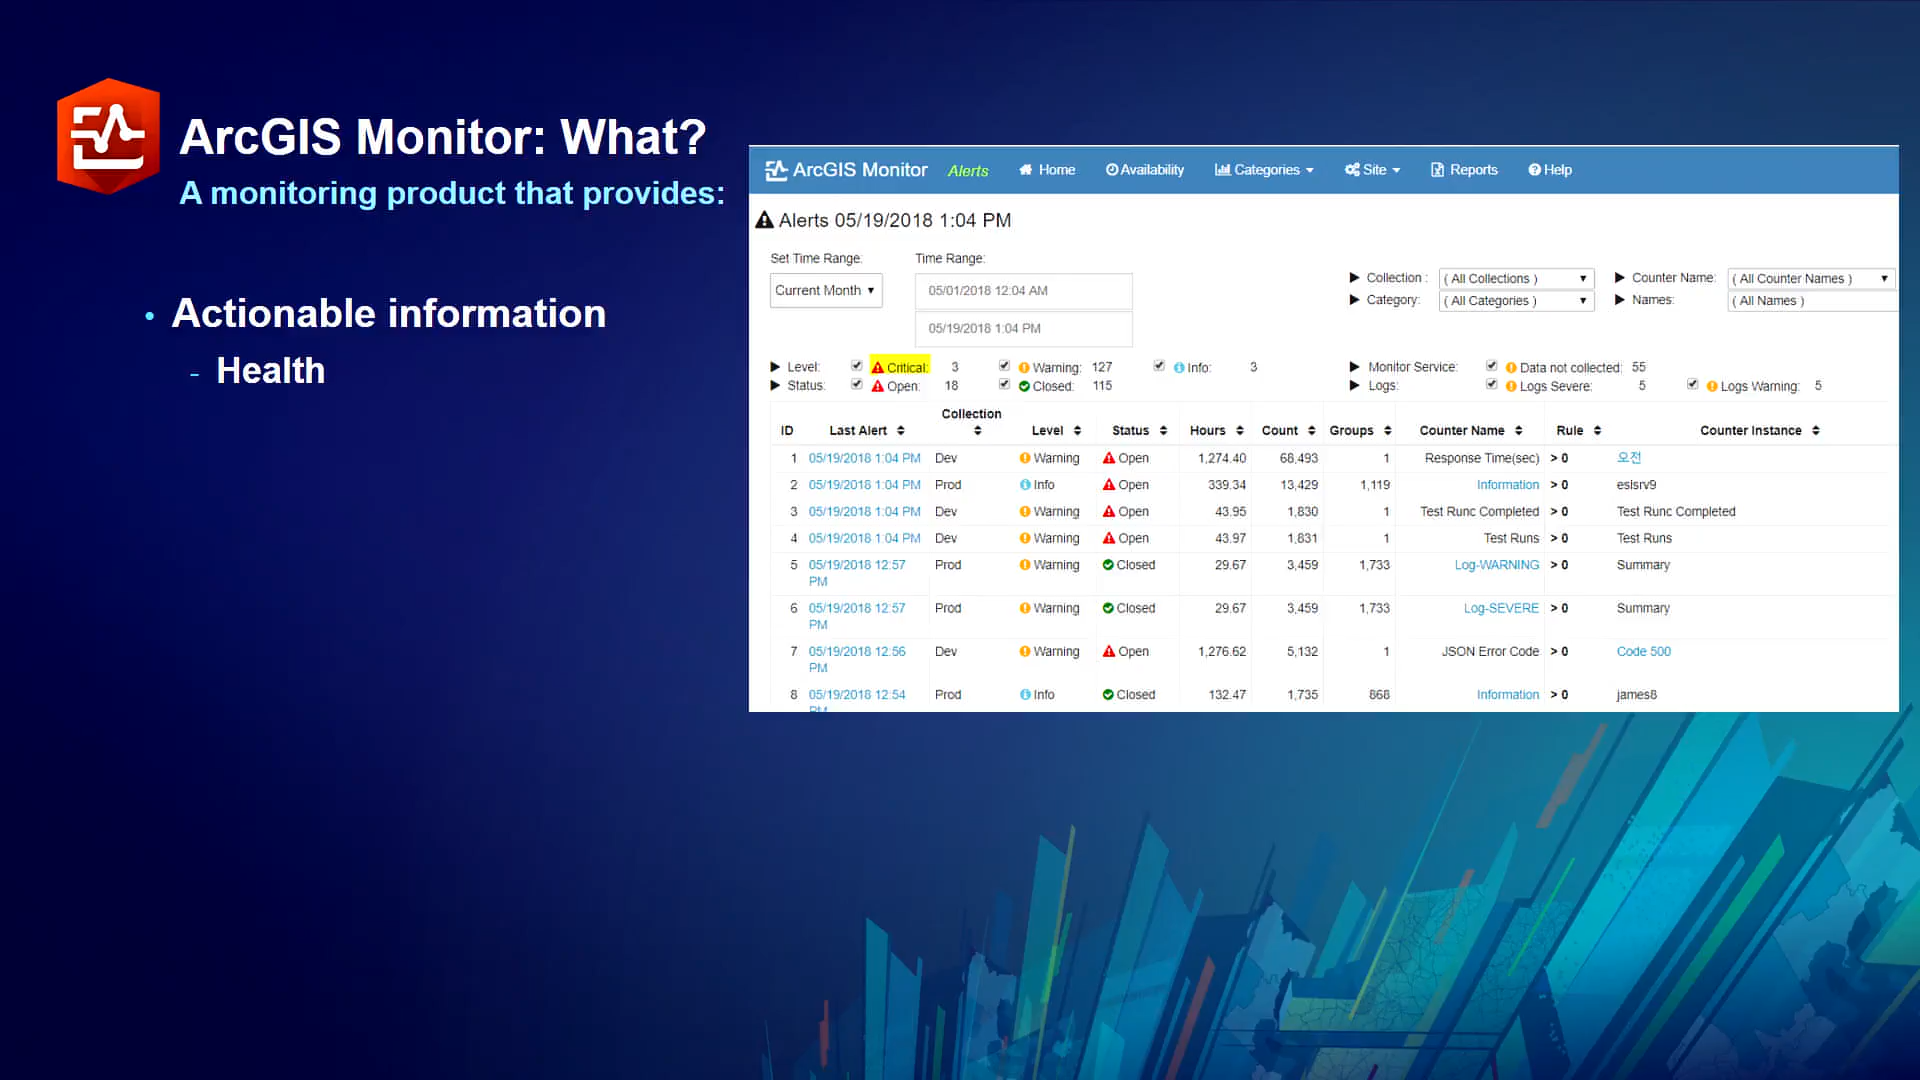 ArcGIS Monitor: What?
A monitoring product that provides:
• Actionable information
- Health
ArcGIS Monitor Alerts Home Availability Categories Site Reports Help
Alerts 05/19/2018 1:04 PM
Set Time Range: Time Range:
Current Month 05/01/2018 12:04 AM
05/19/2018 1:04 PM
Collection : ( All Collections ) Counter Name: ( All Counter Names )
Category: ( All Categories ) Names: ( All Names )
Level: Critical: 3 Warning: 127 Info: 3 Monitor Service: Data not collected: 55
Status: Open: 18 Closed: 115 Logs: Logs Severe: 5 Logs Warning: 5
ID Last Alert Collection Level Status Hours Count Groups Counter Name Rule Counter Instance
1 05/19/2018 1:04 PM Dev Warning Open 1,274.40 68,493 1 Response Time(sec) > 0 오전
2 05/19/2018 1:04 PM Prod Info Open 339.34 13,429 1,119 Information > 0 eslsrv9
3 05/19/2018 1:04 PM Dev Warning Open 43.95 1,830 1 Test Runc Completed > 0 Test Runc Completed
4 05/19/2018 1:04 PM Dev Warning Open 43.97 1,831 1 Test Runs > 0 Test Runs
5 05/19/2018 12:57 PM Prod Warning Closed 29.67 3,459 1,733 Log-WARNING > 0 Summary
6 05/19/2018 12:57 PM Prod Warning Closed 29.67 3,459 1,733 Log-SEVERE > 0 Summary
7 05/19/2018 12:56 PM Dev Warning Open 1,276.62 5,132 1 JSON Error Code > 0 Code 500
8 05/19/2018 12:54 PM Prod Info Closed 132.47 1,735 868 Information > 0 james8